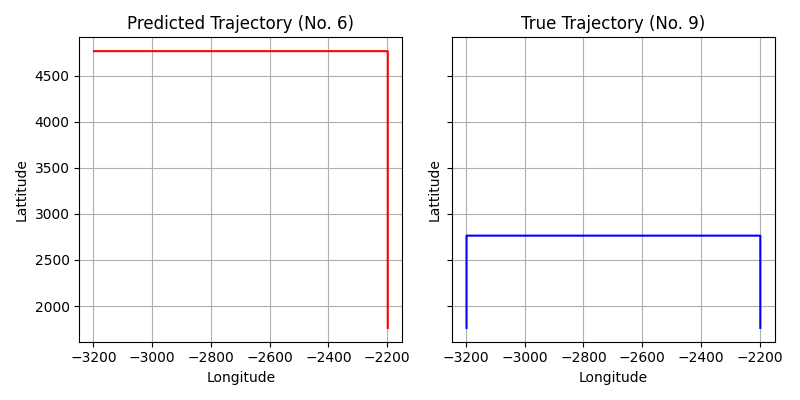 Predicted Trajectory (No. 6)
True Trajectory (No. 9)
4500
4000
3500
3000
2500
2000
Lattitude
Lattitude
−3200 −3000 −2800 −2600 −2400 −2200
−3200 −3000 −2800 −2600 −2400 −2200
Longitude
Longitude